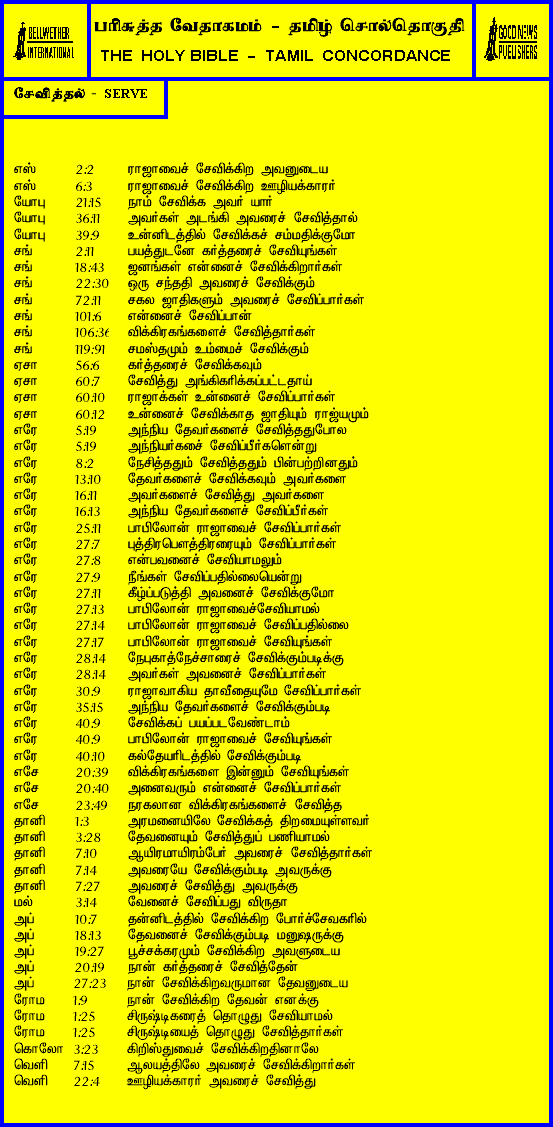 BELLWETHER INTERNATIONAL
பரிசுத்த வேதாகமம் - தமிழ் சொல்தொகுதி
THE HOLY BIBLE - TAMIL CONCORDANCE
GOOD NEWS PUBLISHERS
சேவித்தல் - SERVE
எஸ் 2:2 ராஜாவைச் சேவிக்கிற அவனுடைய
எஸ் 6:3 ராஜாவைச் சேவிக்கிற ஊழியக்காரர்
யோபு 21:15 நாம் சேவிக்க அவர் யார்
யோபு 36:11 அவர்கள் அடங்கி அவரைச் சேவித்தால்
யோபு 39:9 உன்னிடத்தில் சேவிக்கச் சம்மதிக்குமோ
சங் 2:11 பயத்துடனே கர்த்தரைச் சேவியுங்கள்
சங் 18:43 ஜனங்கள் என்னைச் சேவிக்கிறார்கள்
சங் 22:30 ஒரு சந்ததி அவரைச் சேவிக்கும்
சங் 72:11 சகல ஜாதிகளும் அவரைச் சேவிப்பார்கள்
சங் 101:6 என்னைச் சேவிப்பான்
சங் 106:36 விக்கிரகங்களைச் சேவித்தார்கள்
சங் 119:91 சமஸ்தமும் உம்மைச் சேவிக்கும்
ஏசா 56:6 கர்த்தரைச் சேவிக்கவும்
ஏசா 60:7 சேவித்து அங்கிகரிக்கப்பட்டதாய்
ஏசா 60:10 ராஜாக்கள் உன்னைச் சேவிப்பார்கள்
ஏசா 60:12 உன்னைச் சேவிக்காத ஜாதியும் ராஜ்யமும்
எரே 5:19 அந்நிய தேவர்களைச் சேவித்ததுபோல
எரே 5:19 அந்நியர்களைச் சேவிப்பீர்களென்று
எரே 8:2 நேசித்ததும் சேவித்ததும் பின்பற்றினதும்
எரே 13:10 தேவர்களைச் சேவிக்கவும் அவர்களை
எரே 16:11 அவர்களைச் சேவித்து அவர்களை
எரே 16:13 அந்நிய தேவர்களைச் சேவிப்பீர்கள்
எரே 25:11 பாபிலோன் ராஜாவைச் சேவிப்பார்கள்
எரே 27:7 புத்திரபௌத்திரரையும் சேவிப்பார்கள்
எரே 27:8 என்பவனைச் சேவியாமலும்
எரே 27:9 நீங்கள் சேவிப்பதில்லையென்று
எரே 27:11 கீழ்ப்படுத்தி அவனைச் சேவிக்குமோ
எரே 27:13 பாபிலோன் ராஜாவைச்சேவியாமல்
எரே 27:14 பாபிலோன் ராஜாவைச் சேவிப்பதில்லை
எரே 27:17 பாபிலோன் ராஜாவைச் சேவியுங்கள்
எரே 28:14 நேபுகாத்நேச்சாரைச் சேவிக்கும்படிக்கு
எரே 28:14 அவர்கள் அவனைச் சேவிப்பார்கள்
எரே 30:9 ராஜாவாகிய தாவீதையுமே சேவிப்பார்கள்
எரே 35:15 அந்நிய தேவர்களைச் சேவிக்கும்படி
எரே 40:9 சேவிக்கப் பயப்படவேண்டாம்
எரே 40:9 பாபிலோன் ராஜாவைச் சேவியுங்கள்
எரே 40:10 கல்தேயரிடத்தில் சேவிக்கும்படி
எசே 20:39 விக்கிரகங்களை இன்னும் சேவியுங்கள்
எசே 20:40 அனைவரும் என்னைச் சேவிப்பார்கள்
எசே 23:49 நரகலான விக்கிரகங்களைச் சேவித்த
தானி 1:3 அரமனையிலே சேவிக்கத் திறமையுள்ளவர்
தானி 3:28 தேவனையும் சேவித்துப் பணியாமல்
தானி 7:10 ஆயிரமாயிரம்பேர் அவரைச் சேவித்தார்கள்
தானி 7:14 அவரையே சேவிக்கும்படி அவருக்கு
தானி 7:27 அவரைச் சேவித்து அவருக்கு
மல் 3:14 வேனைச் சேவிப்பது விருதா
அப் 10:7 தன்னிடத்தில் சேவிக்கிற போர்ச்சேவகரில்
அப் 18:13 தேவனைச் சேவிக்கும்படி மனுஷருக்கு
அப் 19:27 பூச்சக்கரமும் சேவிக்கிற அவளுடைய
அப் 20:19 நான் கர்த்தரைச் சேவித்தேன்
அப் 27:23 நான் சேவிக்கிறவருமான தேவனுடைய
ரோம 1:9 நான் சேவிக்கிற தேவன் எனக்கு
ரோம 1:25 சிருஷ்டிகரைத் தொழுது சேவியாமல்
ரோம 1:25 சிருஷ்டியைத் தொழுது சேவித்தார்கள்
கொலோ 3:23 கிறிஸ்துவைச் சேவிக்கிறதினாலே
வெளி 7:15 ஆலயத்திலே அவரைச் சேவிக்கிறார்கள்
வெளி 22:4 ஊழியக்காரர் அவரைச் சேவித்து